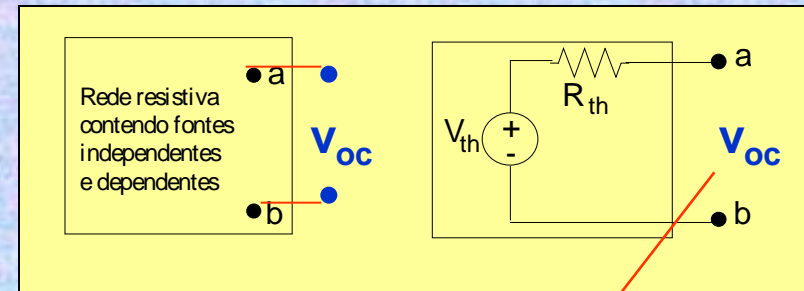 a
Rede resistiva
contendo fontes
independentes
e dependentes
Voc
b
Rth
a
Vth
+
-
Voc
b